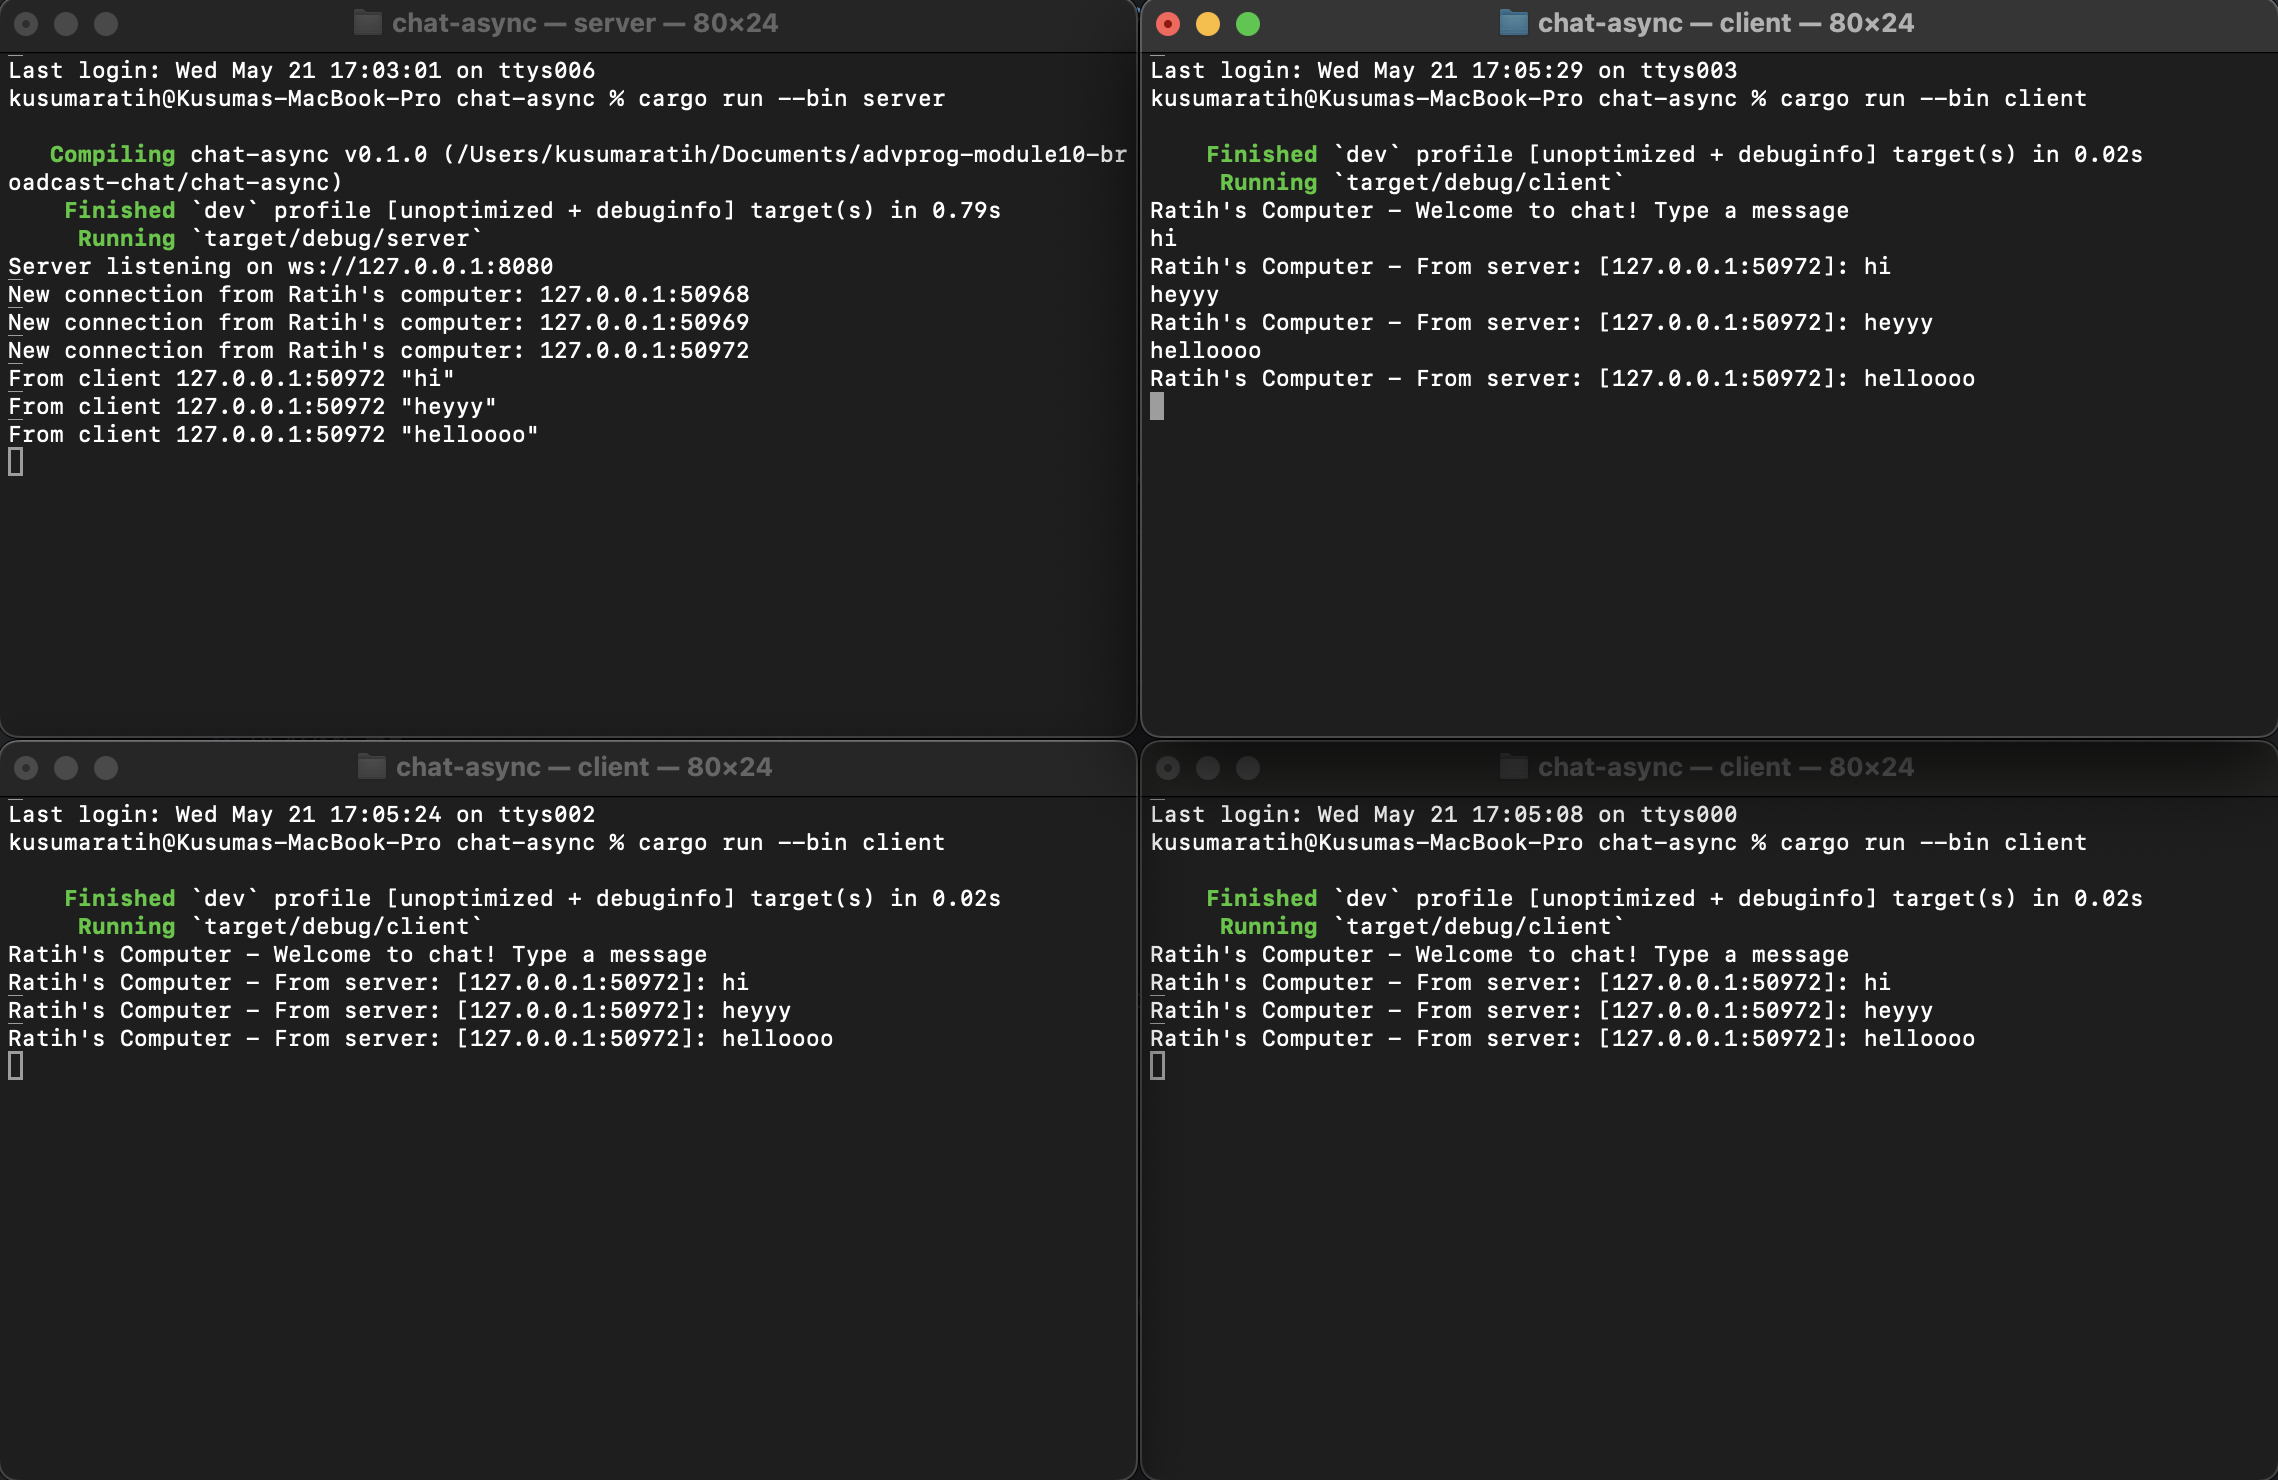 chat-async — server — 80×24
Last login: Wed May 21 17:03:01 on ttys006
kusumaratih@Kusumas-MacBook-Pro chat-async % cargo run --bin server
Compiling chat-async v0.1.0 (/Users/kusumaratih/Documents/advprog-module10-br
oadcast-chat/chat-async)
Finished `dev` profile [unoptimized + debuginfo] target(s) in 0.79s
Running `target/debug/server`
Server listening on ws://127.0.0.1:8080
New connection from Ratih's computer: 127.0.0.1:50968
New connection from Ratih's computer: 127.0.0.1:50969
New connection from Ratih's computer: 127.0.0.1:50972
From client 127.0.0.1:50972 "hi"
From client 127.0.0.1:50972 "heyyy"
From client 127.0.0.1:50972 "helloooo"
chat-async — client — 80×24
Last login: Wed May 21 17:05:29 on ttys003
kusumaratih@Kusumas-MacBook-Pro chat-async % cargo run --bin client
Finished `dev` profile [unoptimized + debuginfo] target(s) in 0.02s
Running `target/debug/client`
Ratih's Computer - Welcome to chat! Type a message
hi
Ratih's Computer - From server: [127.0.0.1:50972]: hi
heyyy
Ratih's Computer - From server: [127.0.0.1:50972]: heyyy
helloooo
Ratih's Computer - From server: [127.0.0.1:50972]: helloooo
chat-async — client — 80×24
Last login: Wed May 21 17:05:24 on ttys002
kusumaratih@Kusumas-MacBook-Pro chat-async % cargo run --bin client
Finished `dev` profile [unoptimized + debuginfo] target(s) in 0.02s
Running `target/debug/client`
Ratih's Computer - Welcome to chat! Type a message
Ratih's Computer - From server: [127.0.0.1:50972]: hi
Ratih's Computer - From server: [127.0.0.1:50972]: heyyy
Ratih's Computer - From server: [127.0.0.1:50972]: helloooo
chat-async — client — 80×24
Last login: Wed May 21 17:05:08 on ttys000
kusumaratih@Kusumas-MacBook-Pro chat-async % cargo run --bin client
Finished `dev` profile [unoptimized + debuginfo] target(s) in 0.02s
Running `target/debug/client`
Ratih's Computer - Welcome to chat! Type a message
Ratih's Computer - From server: [127.0.0.1:50972]: hi
Ratih's Computer - From server: [127.0.0.1:50972]: heyyy
Ratih's Computer - From server: [127.0.0.1:50972]: helloooo